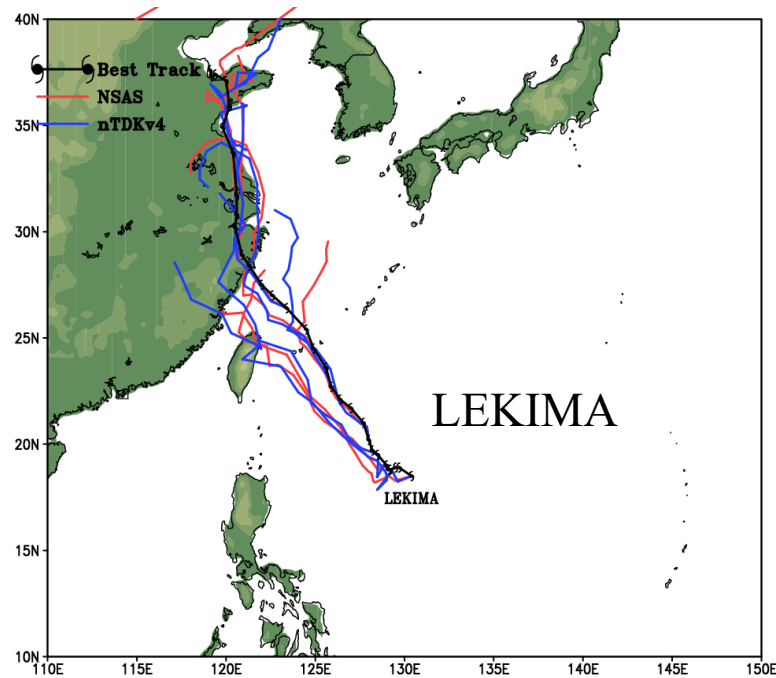 40N
Best Track
NSAS
35N
nTDKv4
30N
25N
LEKIMA
20N
LEKIMA
15N
10N
110E 115E 120E 125E 130E 135E 140E 145E 150E